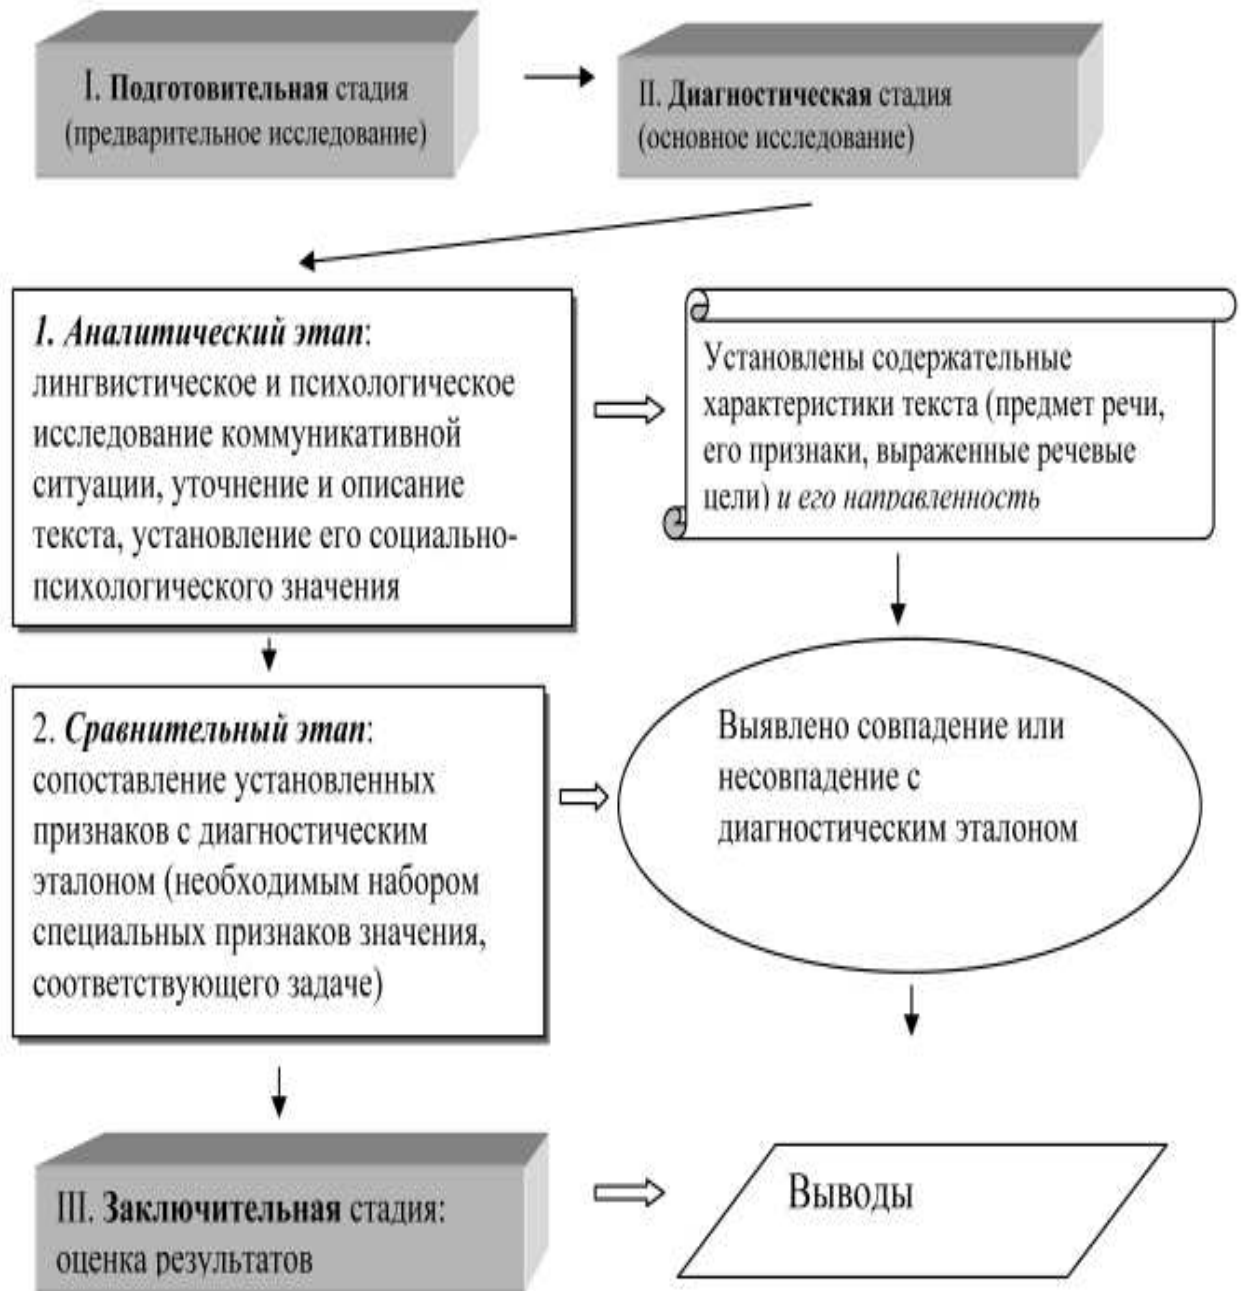 I. Подготовительная стадия
(предварительное исследование)
II. Диагностическая стадия
(основное исследование)
1. Аналитический этап:
лингвистическое и психологическое
исследование коммуникативной
ситуации, уточнение и описание
текста, установление его социально-
психологического значения
Установлены содержательные
характеристики текста (предмет речи,
его признаки, выраженные речевые
цели) и его направленность
2. Сравнительный этап:
сопоставление установленных
признаков с диагностическим
эталоном (необходимым набором
специальных признаков значения,
соответствующего задаче)
Выявлено совпадение или
несовпадение с
диагностическим эталоном
III. Заключительная стадия:
оценка результатов
Выводы